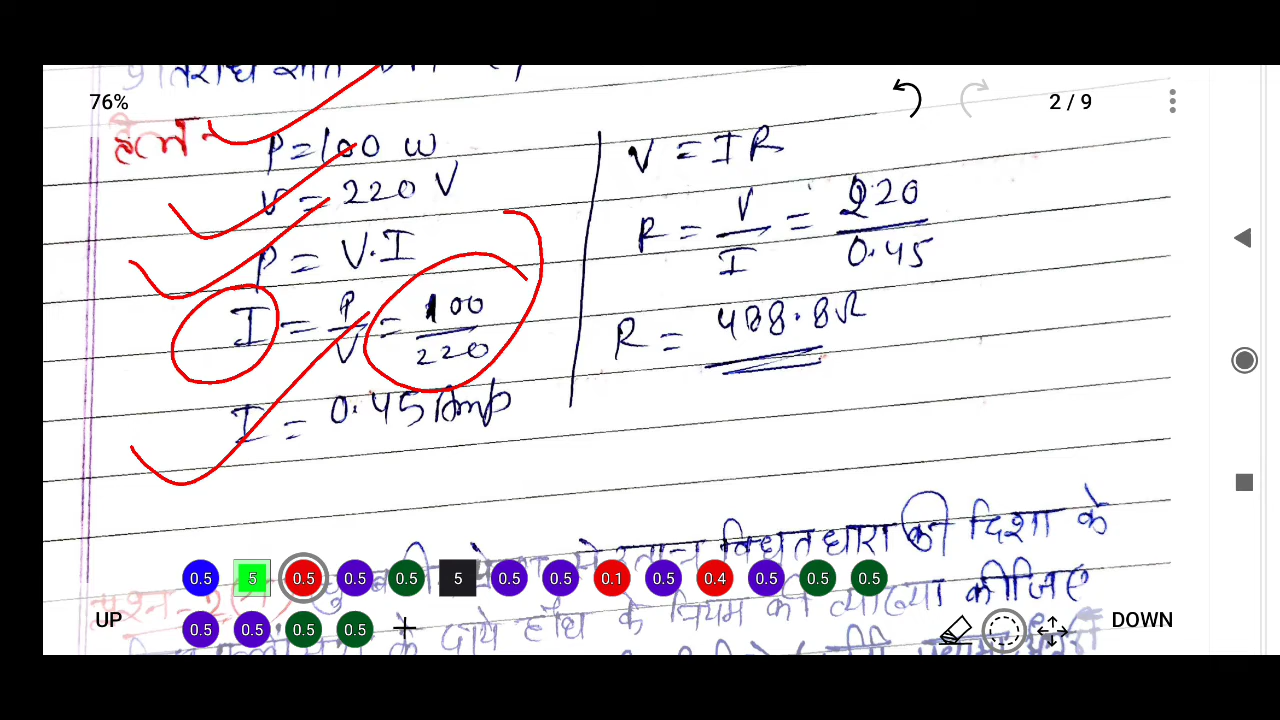 76%
2 / 9
हल -
P = 100 W
V = 220 V
P = V.I
I = P/V = 100/220
I = 0.45 Amp
V = IR
R = V/I = 220/0.45
R = 488.8 Ω
विधुत धारा की दिशा के
के दाये हाथ के नियम की व्याख्या कीजिए
0.5 5 0.5 0.5 0.5 5 0.5 0.5 0.1 0.5 0.4 0.5 0.5 0.5
UP
0.5 0.5 0.5 0.5 +
DOWN